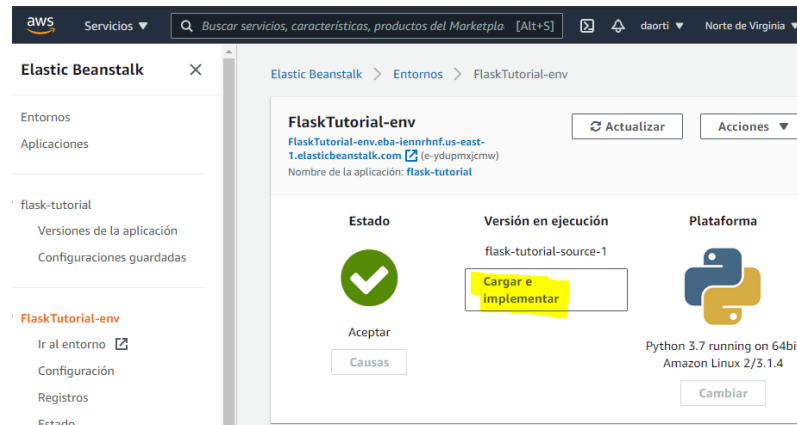 aws Servicios ▼ Buscar servicios, características, productos del Marketpla [Alt+S] daorti ▼ Norte de Virginia ▼
Elastic Beanstalk
Entornos
Aplicaciones
flask-tutorial
Versiones de la aplicación
Configuraciones guardadas
FlaskTutorial-env
Ir al entorno
Configuración
Registros
Estado
Elastic Beanstalk > Entornos > FlaskTutorial-env
FlaskTutorial-env
FlaskTutorial-env.eba-iennrhnf.us-east-
1.elasticbeanstalk.com (e-ydupmxjcmw)
Nombre de la aplicación: flask-tutorial
Actualizar
Acciones ▼
Estado
Aceptar
Causas
Versión en ejecución
flask-tutorial-source-1
Cargar e
implementar
Plataforma
Python 3.7 running on 64bi
Amazon Linux 2/3.1.4
Cambiar